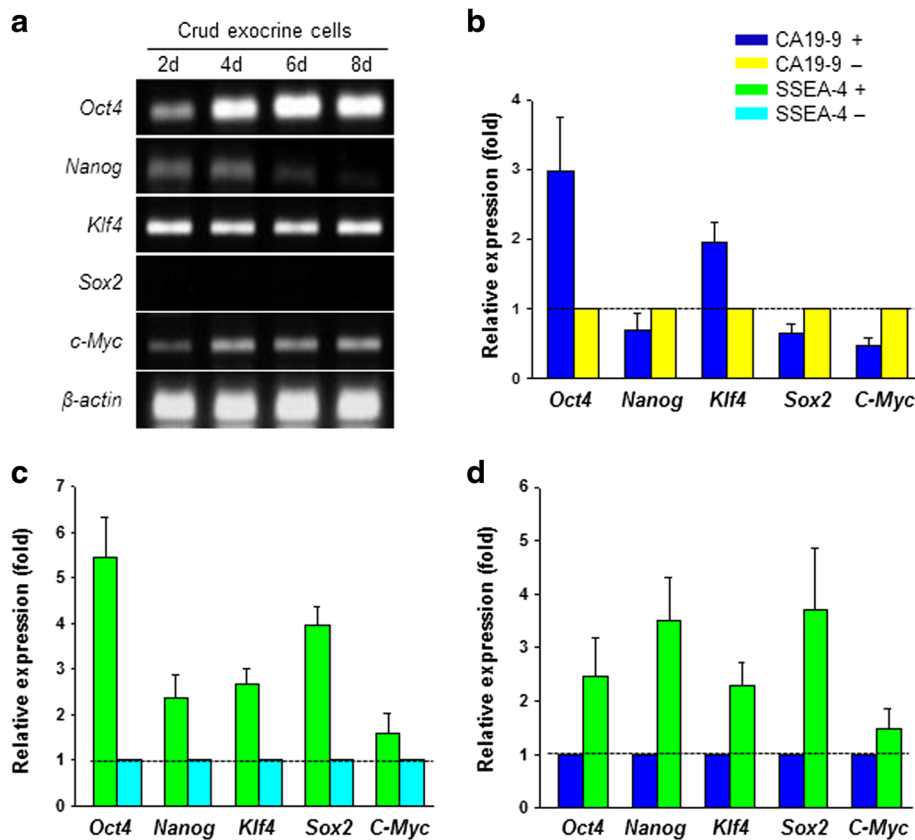 a
Crud exocrine cells
2d 4d 6d 8d
Oct4
Nanog
Klf4
Sox2
c-Myc
β-actin
b
CA19-9 +
CA19-9 –
SSEA-4 +
SSEA-4 –
Relative expression (fold)
4
3
2
1
0
Oct4 Nanog Klf4 Sox2 C-Myc
c
Relative expression (fold)
7
6
5
4
3
2
1
0
Oct4 Nanog Klf4 Sox2 C-Myc
d
Relative expression (fold)
6
5
4
3
2
1
0
Oct4 Nanog Klf4 Sox2 C-Myc